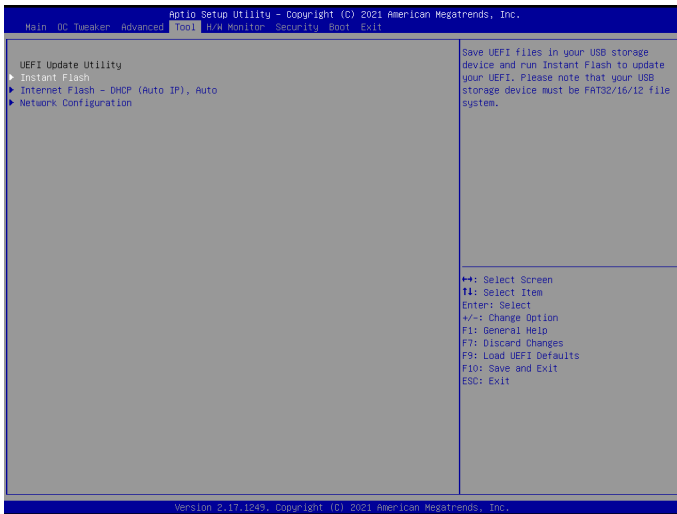 Aptio Setup Utility – Copyright (C) 2021 American Megatrends, Inc.
Main OC Tweaker Advanced Tool H/W Monitor Security Boot Exit
UEFI Update Utility
Instant Flash
Internet Flash – DHCP (Auto IP), Auto
Network Configuration
Save UEFI files in your USB storage
device and run Instant Flash to update
your UEFI. Please note that your USB
storage device must be FAT32/16/12 file
system.
↔: Select Screen
↑↓: Select Item
Enter: Select
+/-: Change Option
F1: General Help
F7: Discard Changes
F9: Load UEFI Defaults
F10: Save and Exit
ESC: Exit
Version 2.17.1249. Copyright (C) 2021 American Megatrends, Inc.